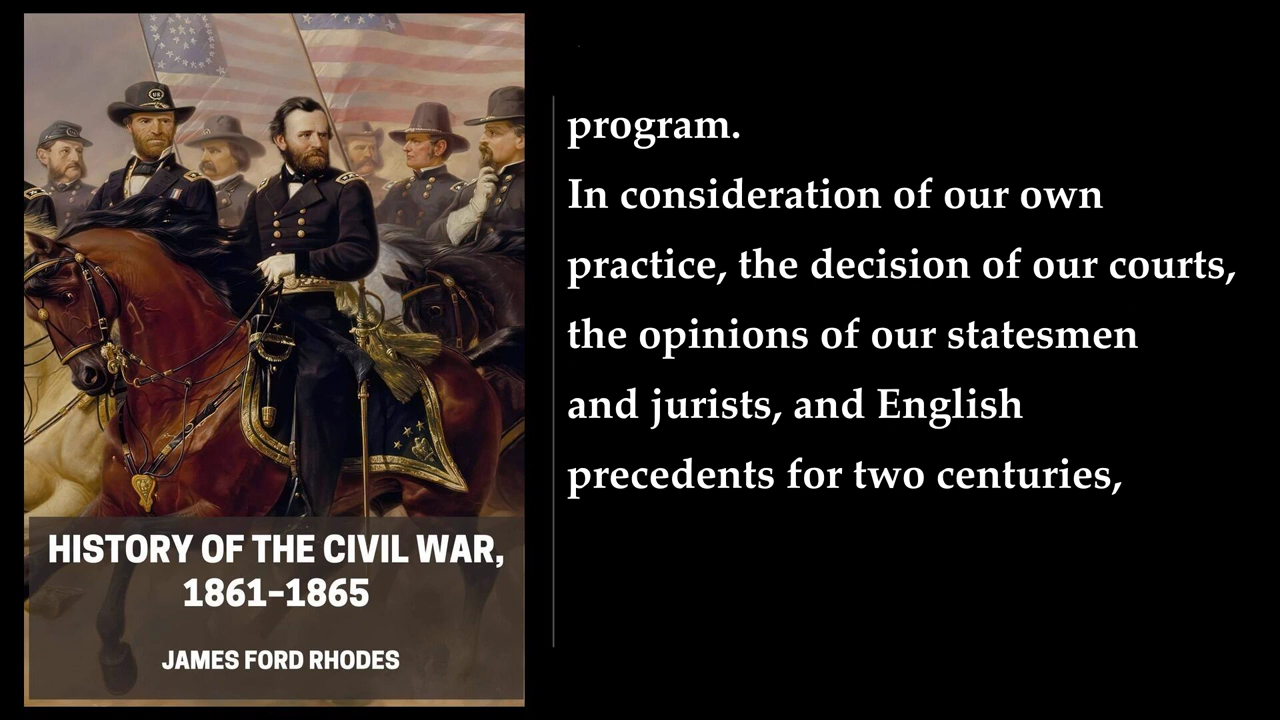 HISTORY OF THE CIVIL WAR,
1861–1865
JAMES FORD RHODES
program.
In consideration of our own
practice, the decision of our courts,
the opinions of our statesmen
and jurists, and English
precedents for two centuries,